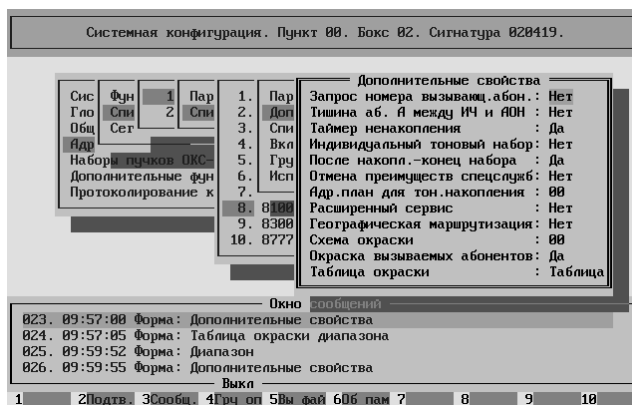 Системная конфигурация. Пункт 00. Бокс 02. Сигнатура 020419.
Сис
Гло
Общ
Адр
Наборы пучков ОКС-
Дополнительные фун
Протоколирование к
Фун
Спи
Сег
1
2
Пар
Спи
1. Пар
2. Доп
3. Спи
4. Вкл
5. Гру
6. Исп
7.
8. 8100
9. 8300
10. 8777
Дополнительные свойства
Запрос номера вызывающ.абон.: Нет
Тишина аб. А между ИЧ и АОН : Нет
Таймер ненакопления : Да
Индивидуальный тоновый набор: Нет
После накопл.-конец набора : Да
Отмена преимуществ спецслужб: Нет
Адр.план для тон.накопления : 00
Расширенный сервис : Нет
Географическая маршрутизация: Нет
Схема окраски : 00
Окраска вызываемых абонентов: Да
Таблица окраски : Таблица
Окно сообщений
023. 09:57:00 Форма: Дополнительные свойства
024. 09:57:05 Форма: Таблица окраски диапазона
025. 09:59:52 Форма: Диапазон
026. 09:59:55 Форма: Дополнительные свойства
Выкл
1 2Подтв. 3Сообщ. 4Гру оп 5Вы фай 6Об пам 7 8 9 10